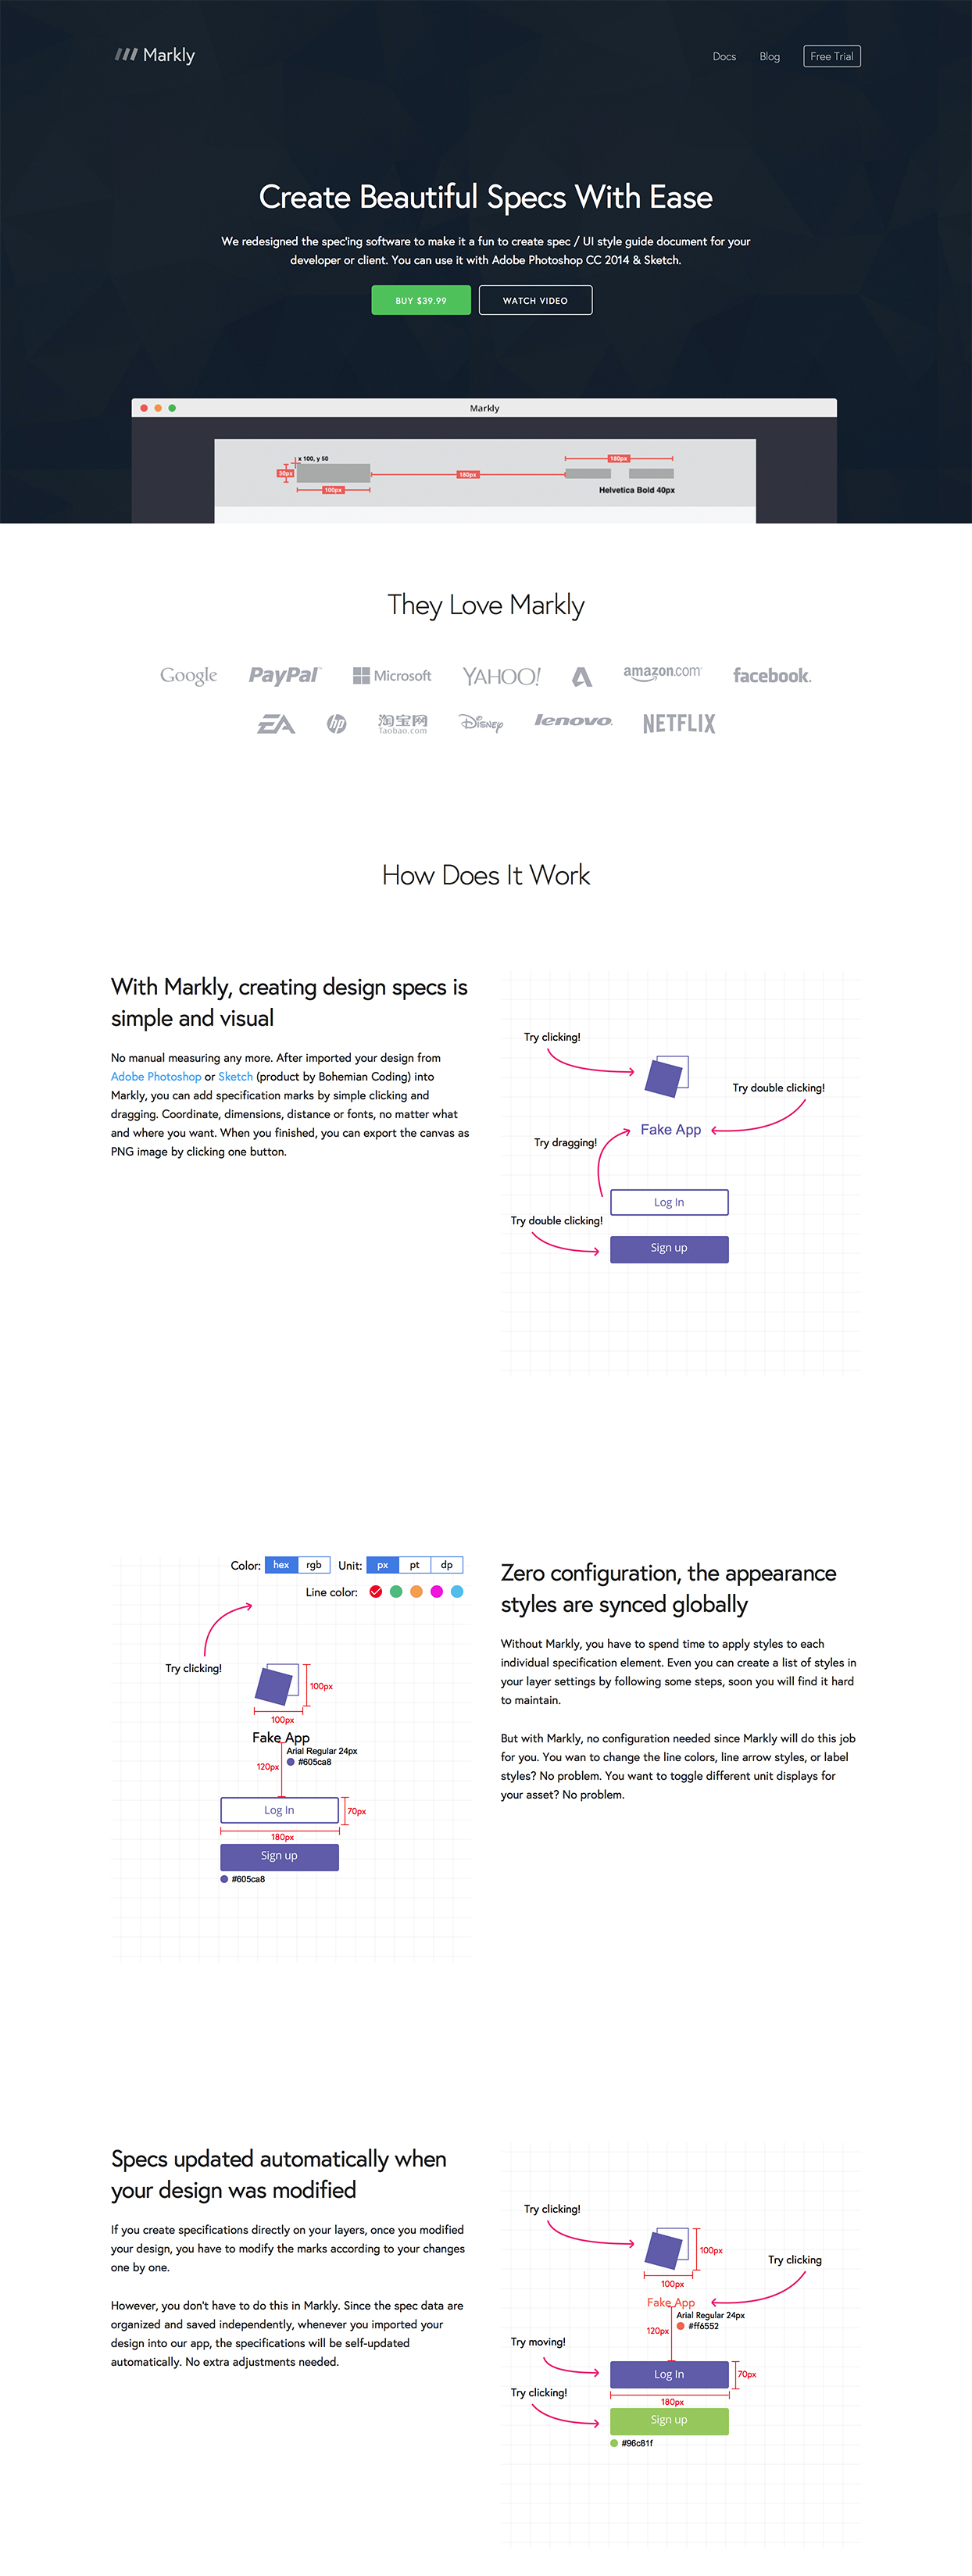 Markly
Docs
Blog
Free Trial
Create Beautiful Specs With Ease
We redesigned the spec'ing software to make it a fun to create spec / UI style guide document for your
developer or client. You can use it with Adobe Photoshop CC 2014 & Sketch.
BUY $39.99
WATCH VIDEO
Markly
x 100, y 50
30px
100px
180px
180px
Helvetica Bold 40px
They Love Markly
Google
PayPal
Microsoft
YAHOO!
amazon.com
facebook.
EA
hp
淘宝网
Taobao.com
Disney
lenovo.
NETFLIX
How Does It Work
With Markly, creating design specs is
simple and visual
No manual measuring any more. After imported your design from
Adobe Photoshop or Sketch (product by Bohemian Coding) into
Markly, you can add specification marks by simple clicking and
dragging. Coordinate, dimensions, distance or fonts, no matter what
and where you want. When you finished, you can export the canvas as
PNG image by clicking one button.
Try clicking!
Try double clicking!
Fake App
Try dragging!
Log In
Try double clicking!
Sign up
Color: hex rgb Unit: px pt dp
Line color:
Try clicking!
100px
100px
Fake App
Arial Regular 24px
#605ca8
120px
Log In
70px
180px
Sign up
#605ca8
Zero configuration, the appearance
styles are synced globally
Without Markly, you have to spend time to apply styles to each
individual specification element. Even you can create a list of styles in
your layer settings by following some steps, soon you will find it hard
to maintain.
But with Markly, no configuration needed since Markly will do this job
for you. You wan to change the line colors, line arrow styles, or label
styles? No problem. You want to toggle different unit displays for
your asset? No problem.
Specs updated automatically when
your design was modified
If you create specifications directly on your layers, once you modified
your design, you have to modify the marks according to your changes
one by one.
However, you don't have to do this in Markly. Since the spec data are
organized and saved independently, whenever you imported your
design into our app, the specifications will be self-updated
automatically. No extra adjustments needed.
Try clicking!
100px
100px
Try clicking
Fake App
Arial Regular 24px
#ff6552
120px
Try moving!
Log In
70px
180px
Try clicking!
Sign up
#96c81f